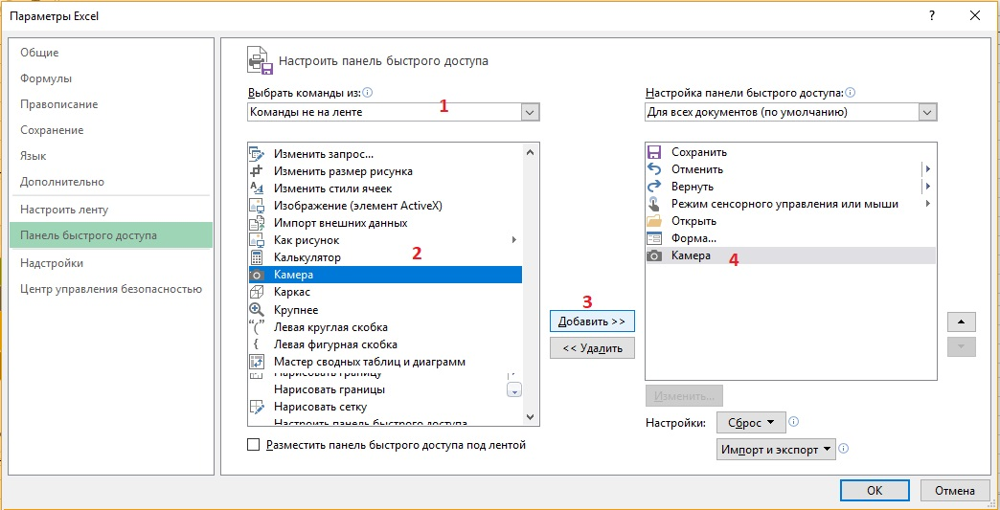 Параметры Excel
?
Общие
Формулы
Правописание
Сохранение
Язык
Дополнительно
Настроить ленту
Панель быстрого доступа
Надстройки
Центр управления безопасностью
Настроить панель быстрого доступа
Выбрать команды из:
Команды не на ленте
1
Изменить запрос...
Изменить размер рисунка
Изменить стили ячеек
Изображение (элемент ActiveX)
Импорт внешних данных
Как рисунок
Калькулятор
2
Камера
Каркас
Крупнее
Левая круглая скобка
Левая фигурная скобка
Мастер сводных таблиц и диаграмм
Нарисовать границу
Нарисовать границы
Нарисовать сетку
Настроить панель быстрого доступа
Разместить панель быстрого доступа под лентой
3
Добавить >>
<< Удалить
Настройка панели быстрого доступа:
Для всех документов (по умолчанию)
Сохранить
Отменить
Вернуть
Режим сенсорного управления или мыши
Открыть
Форма...
Камера
4
Изменить...
Настройки:
Сброс
Импорт и экспорт
ОК
Отмена